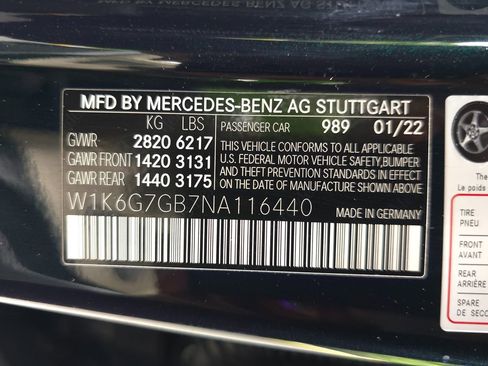 MFD BY MERCEDES-BENZ AG STUTTGART
KG LBS PASSENGER CAR 989 01/22
GVWR 2820 6217
GAWR FRONT 1420 3131
GAWR REAR 1440 3175
THIS VEHICLE CONFORMS TO ALL APPLICABLE
U.S. FEDERAL MOTOR VEHICLE SAFETY, BUMPER
AND THEFT PREVENTION STANDARDS IN EFFECT
ON THE DATE OF MANUFACTURE SHOWN ABOVE.
W1K6G7GB7NA116440 MADE IN GERMANY
The
Le poids
TIRE
PNEU
FRONT
AVANT
REAR
ARRIÈRE
SPARE
DE SECO